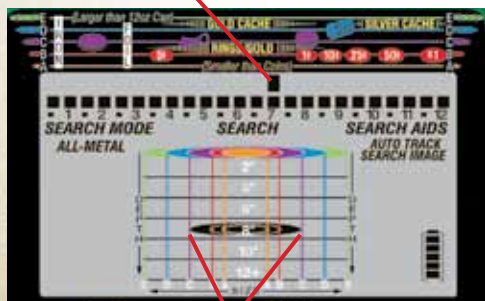 E (Larger than 12oz Can) GOLD CACHE SILVER CACHE E
D D
C C
B RINGS/GOLD 5¢ 1¢ 10¢ 25¢ 50¢ $1 B
A (Smaller than Coins) A
IRON FOIL
• 1 • 2 • 3 • 4 • 5 • 6 • 7 • 8 • 9 • 10 • 11 • 12
SEARCH MODE SEARCH SEARCH AIDS
ALL-METAL AUTO TRACK
SEARCH IMAGE
2"
4"
6"
DEPTH DEPTH
8"
10"
12+
E D C B A A B C D E
SIZE